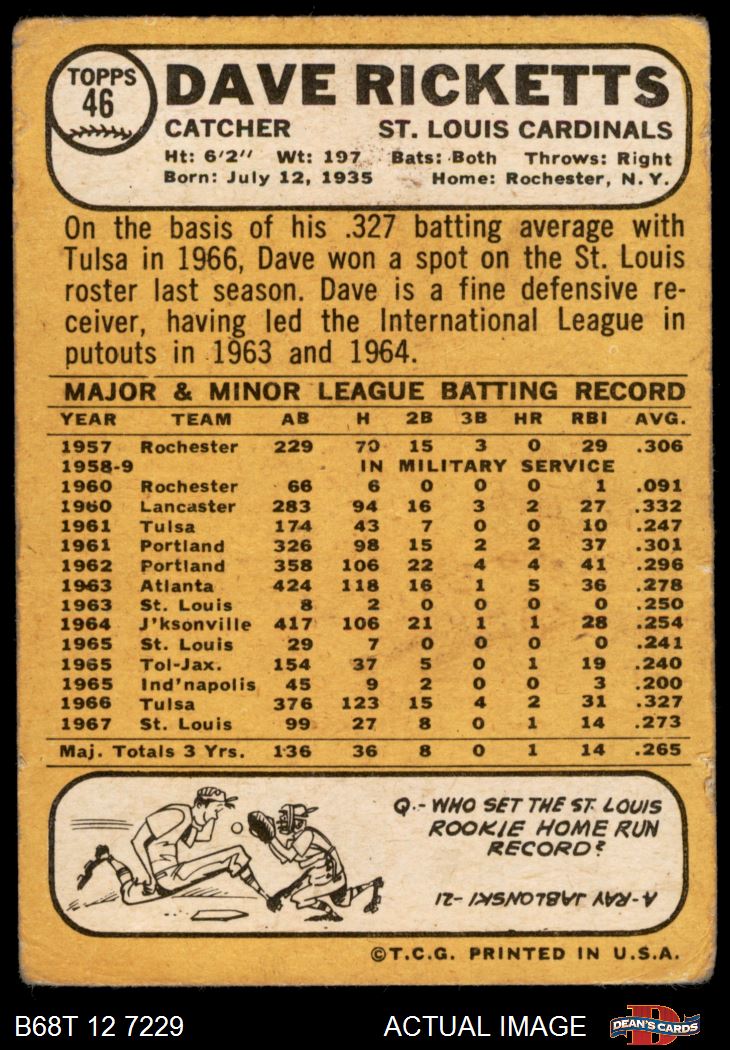 TOPPS
46
DAVE RICKETTS
CATCHER ST. LOUIS CARDINALS
Ht: 6'2" Wt: 197 Bats: Both Throws: Right
Born: July 12, 1935 Home: Rochester, N.Y.
On the basis of his .327 batting average with
Tulsa in 1966, Dave won a spot on the St. Louis
roster last season. Dave is a fine defensive re-
ceiver, having led the International League in
putouts in 1963 and 1964.
MAJOR & MINOR LEAGUE BATTING RECORD
YEAR TEAM AB H 2B 3B HR RBI AVG.
1957 Rochester 229 70 15 3 0 29 .306
1958-9 IN MILITARY SERVICE
1960 Rochester 66 6 0 0 0 1 .091
1960 Lancaster 283 94 16 3 2 27 .332
1961 Tulsa 174 43 7 0 0 10 .247
1961 Portland 326 98 15 2 2 37 .301
1962 Portland 358 106 22 4 4 41 .296
1963 Atlanta 424 118 16 1 5 36 .278
1963 St. Louis 8 2 0 0 0 0 .250
1964 J'ksonville 417 106 21 1 1 28 .254
1965 St. Louis 29 7 0 0 0 0 .241
1965 Tol-Jax. 154 37 5 0 1 19 .240
1965 Ind'napolis 45 9 2 0 0 3 .200
1966 Tulsa 376 123 15 4 2 31 .327
1967 St. Louis 99 27 8 0 1 14 .273
Maj. Totals 3 Yrs. 136 36 8 0 1 14 .265
Q.- WHO SET THE ST. LOUIS
ROOKIE HOME RUN
RECORD?
A-RAY JABLONSKI -21
©T.C.G. PRINTED IN U.S.A.
B68T 12 7229 ACTUAL IMAGE DEAN'S CARDS